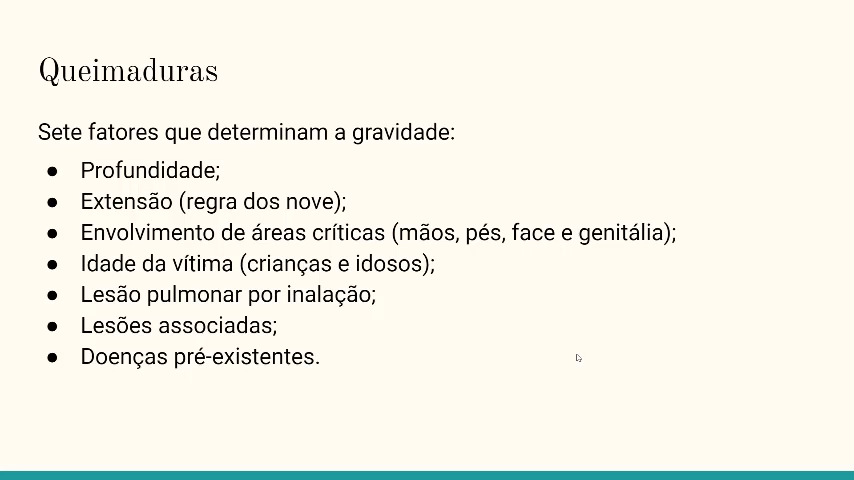 Queimaduras
Sete fatores que determinam a gravidade:
● Profundidade;
● Extensão (regra dos nove);
● Envolvimento de áreas críticas (mãos, pés, face e genitália);
● Idade da vítima (crianças e idosos);
● Lesão pulmonar por inalação;
● Lesões associadas;
● Doenças pré-existentes.